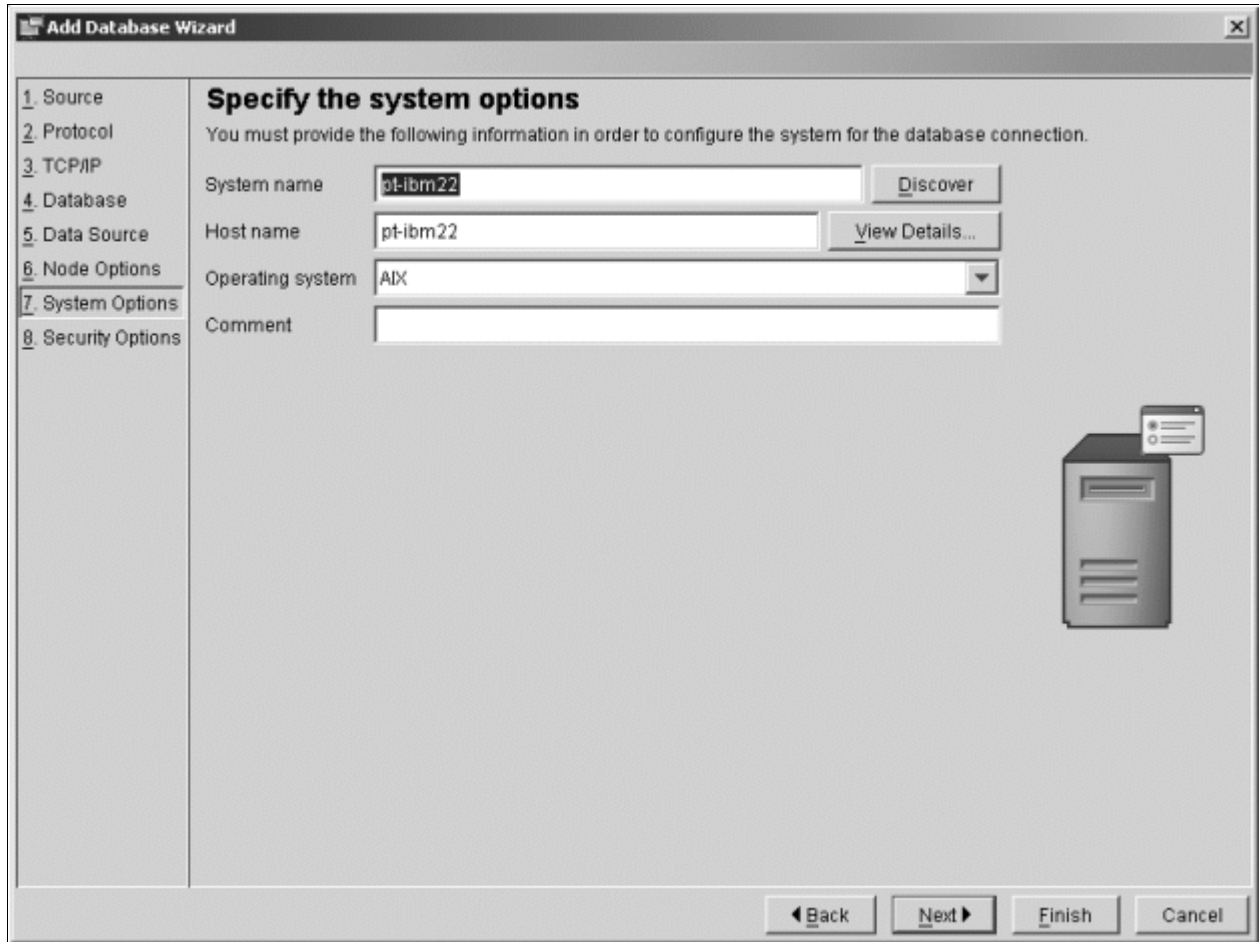 Add Database Wizard
1. Source
2. Protocol
3. TCP/IP
4. Database
5. Data Source
6. Node Options
7. System Options
8. Security Options
Specify the system options
You must provide the following information in order to configure the system for the database connection.
System name pt-ibm22 Discover
Host name pt-ibm22 View Details...
Operating system AIX
Comment
Back Next Finish Cancel